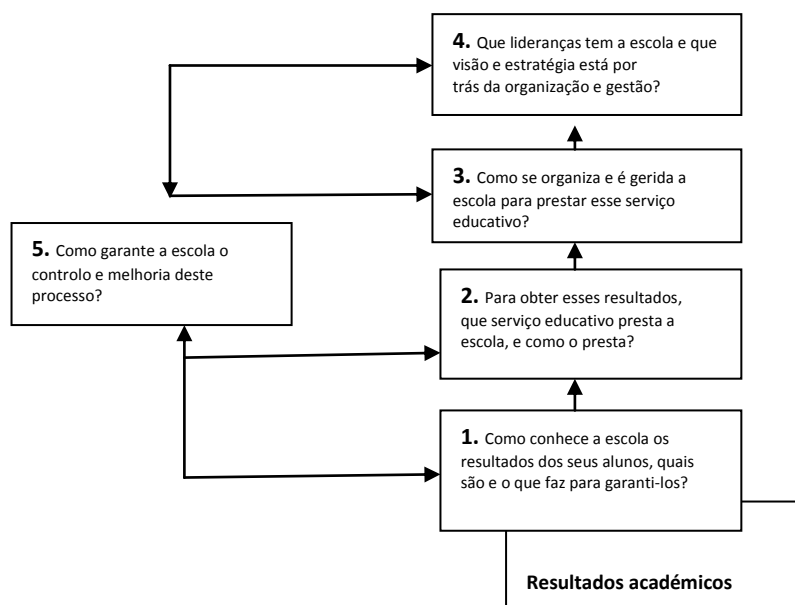 4. Que lideranças tem a escola e que
visão e estratégia está por
trás da organização e gestão?
3. Como se organiza e é gerida a
escola para prestar esse serviço
educativo?
5. Como garante a escola o
controlo e melhoria deste
processo?
2. Para obter esses resultados,
que serviço educativo presta a
escola, e como o presta?
1. Como conhece a escola os
resultados dos seus alunos, quais
são e o que faz para garanti-los?
Resultados académicos